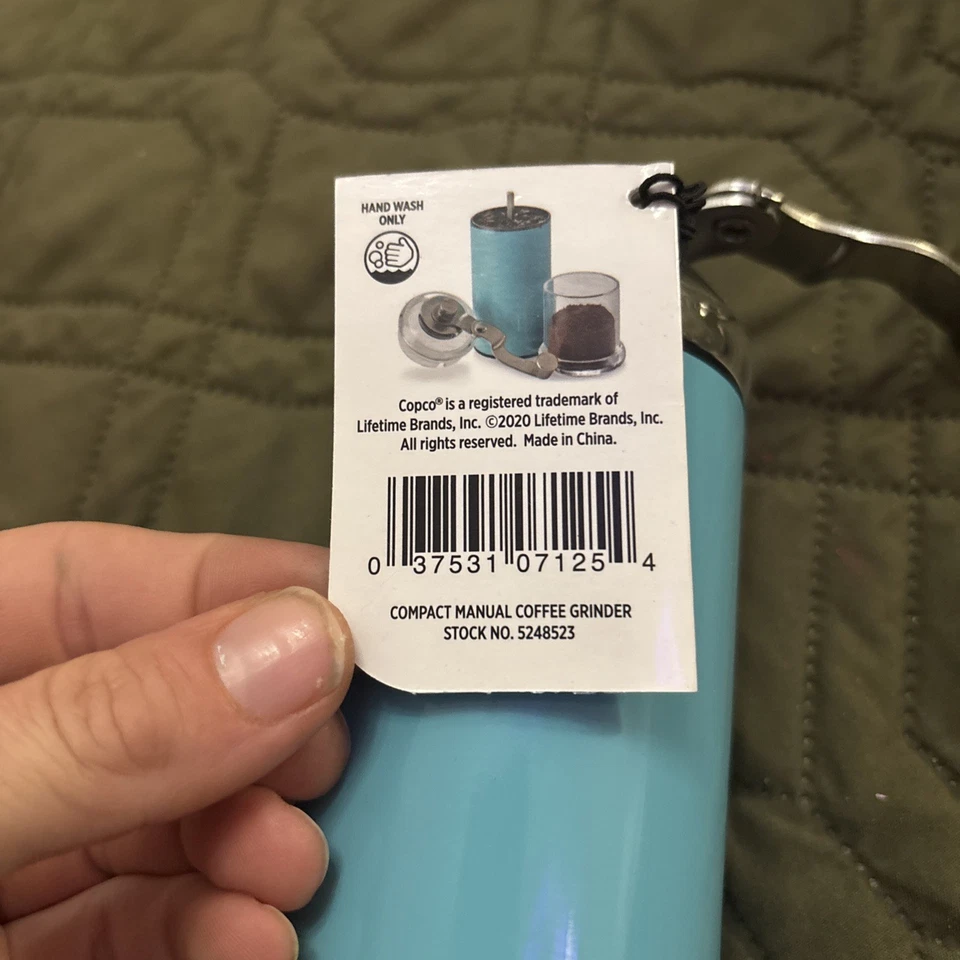 HAND WASH
ONLY
Copco® is a registered trademark of
Lifetime Brands, Inc. ©2020 Lifetime Brands, Inc.
All rights reserved. Made in China.
0 37531 07125 4
COMPACT MANUAL COFFEE GRINDER
STOCK NO. 5248523